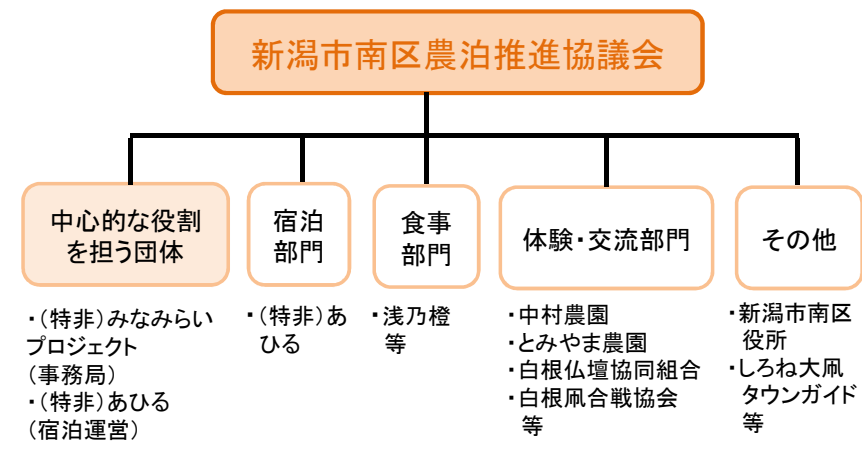 新潟市南区農泊推進協議会
中心的な役割
を担う団体
・(特非)みなみらい
プロジェクト
(事務局)
・(特非)あひる
(宿泊運営)
宿泊
部門
・(特非)あ
ひる
食事
部門
・浅乃橙
等
体験・交流部門
・中村農園
・とみやま農園
・白根仏壇協同組合
・白根凧合戦協会
等
その他
・新潟市南区
役所
・しろね大凧
タウンガイド
等